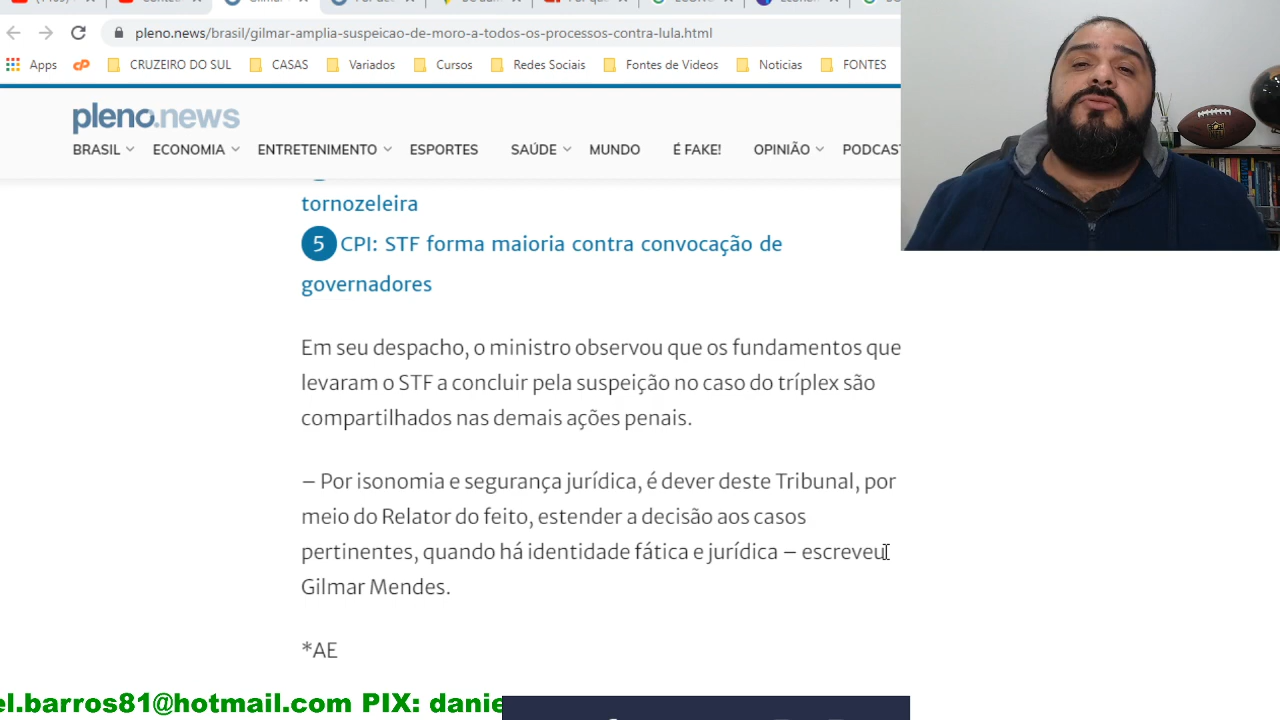 pleno.news/brasil/gilmar-amplia-suspeicao-de-moro-a-todos-os-processos-contra-lula.html
Apps CRUZEIRO DO SUL CASAS Variados Cursos Redes Sociais Fontes de Videos Noticias FONTES
pleno.news
BRASIL ECONOMIA ENTRETENIMENTO ESPORTES SAÚDE MUNDO É FAKE! OPINIÃO PODCAST
tornozeleira
5 CPI: STF forma maioria contra convocação de
governadores
Em seu despacho, o ministro observou que os fundamentos que
levaram o STF a concluir pela suspeição no caso do tríplex são
compartilhados nas demais ações penais.
– Por isonomia e segurança jurídica, é dever deste Tribunal, por
meio do Relator do feito, estender a decisão aos casos
pertinentes, quando há identidade fática e jurídica – escreveu
Gilmar Mendes.
*AE
el.barros81@hotmail.com PIX: danie